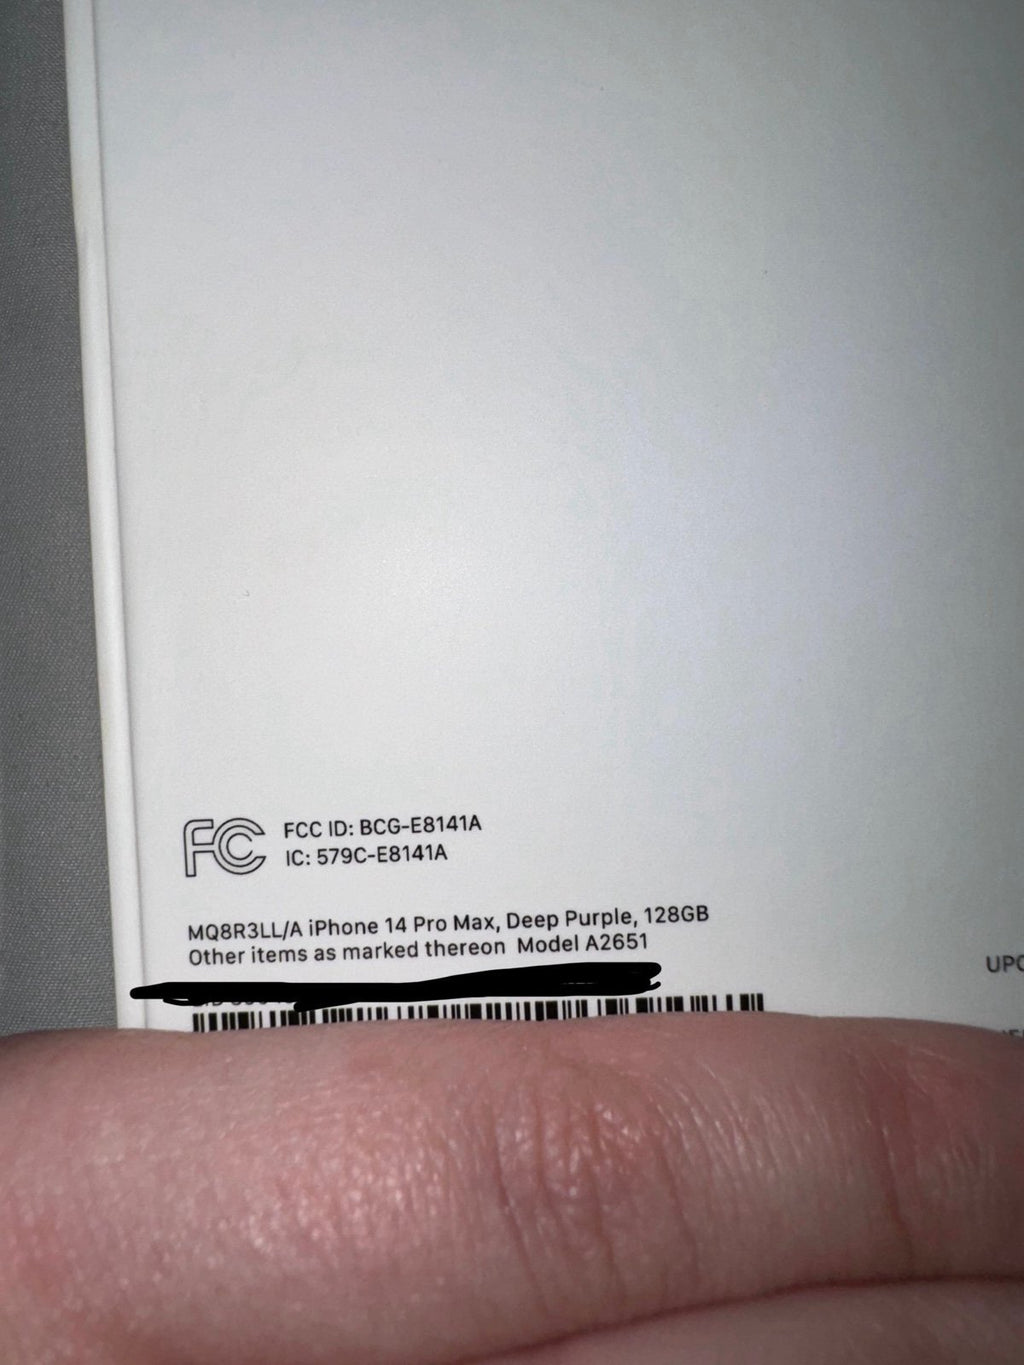 FC FCC ID: BCG-E8141A
IC: 579C-E8141A
MQ8R3LL/A iPhone 14 Pro Max, Deep Purple, 128GB
Other items as marked thereon Model A2651
UPC